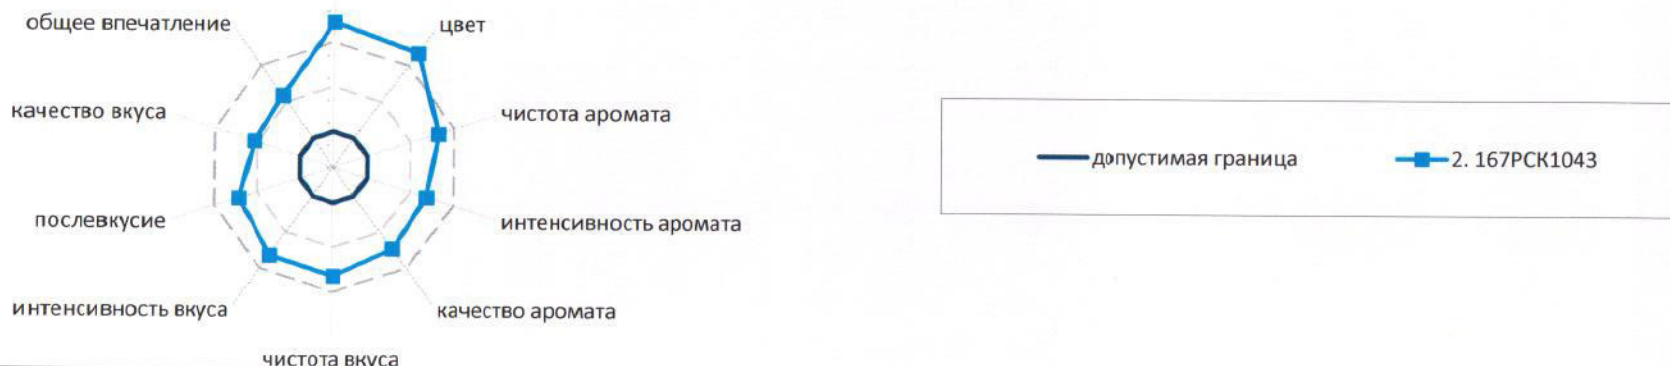 общее впечатление
цвет
качество вкуса
чистота аромата
допустимая граница
2. 167РСК1043
послевкусие
интенсивность аромата
интенсивность вкуса
качество аромата
чистота вкуса